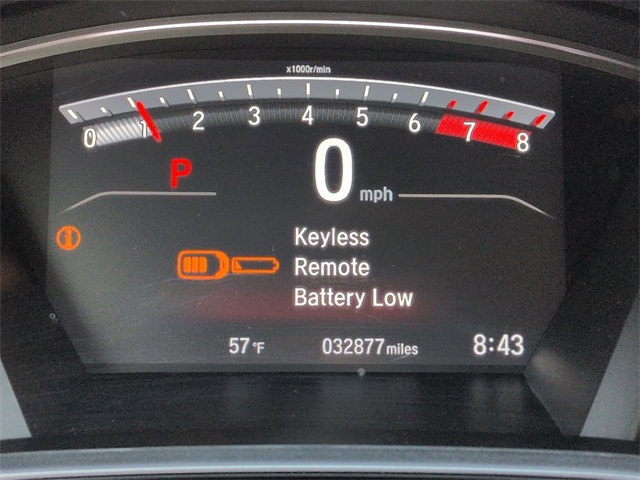 x1000r/min
0 1 2 3 4 5 6 7 8
P 0 mph
Keyless
Remote
Battery Low
57°F 032877 miles 8:43